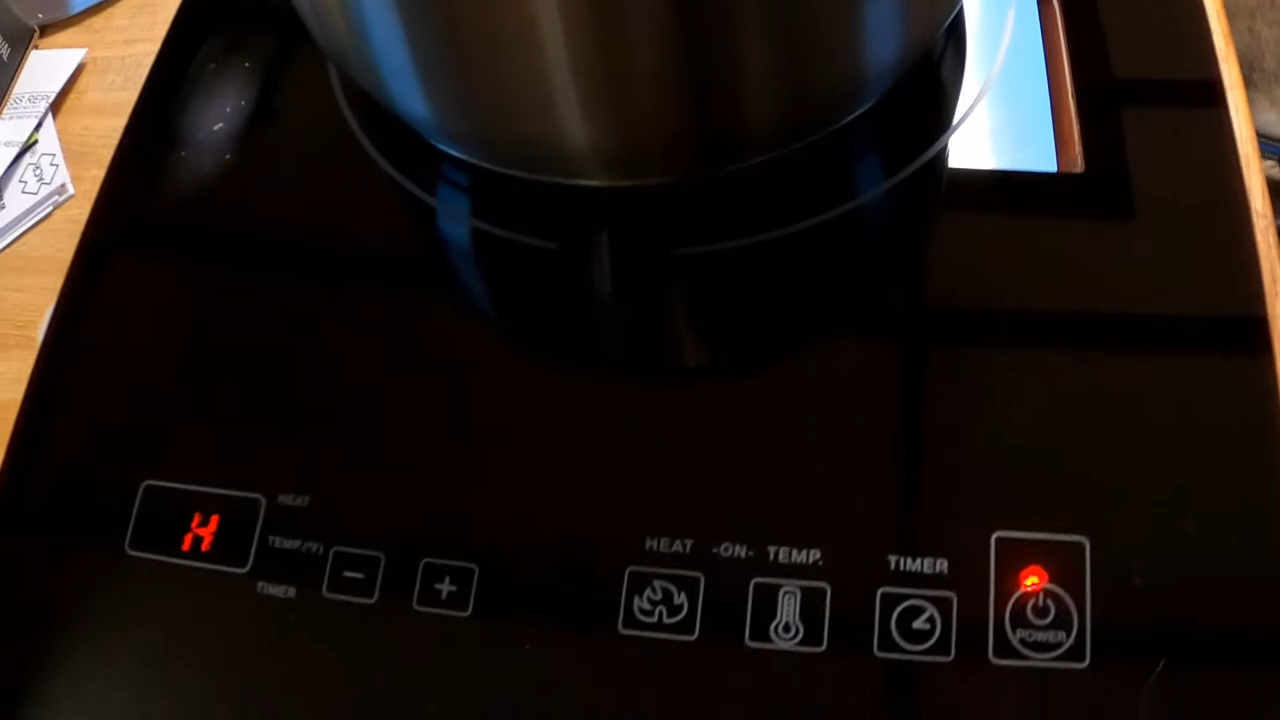 H
HEAT
TEMP.(°F)
TIMER
−
+
HEAT -ON- TEMP.
TIMER
POWER